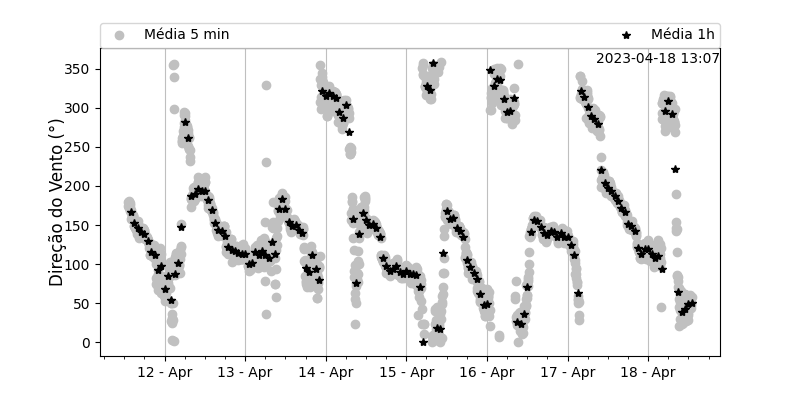 Média 5 min
Média 1h
2023-04-18 13:07
Direção do Vento (°)
350
300
250
200
150
100
50
0
12 - Apr
13 - Apr
14 - Apr
15 - Apr
16 - Apr
17 - Apr
18 - Apr